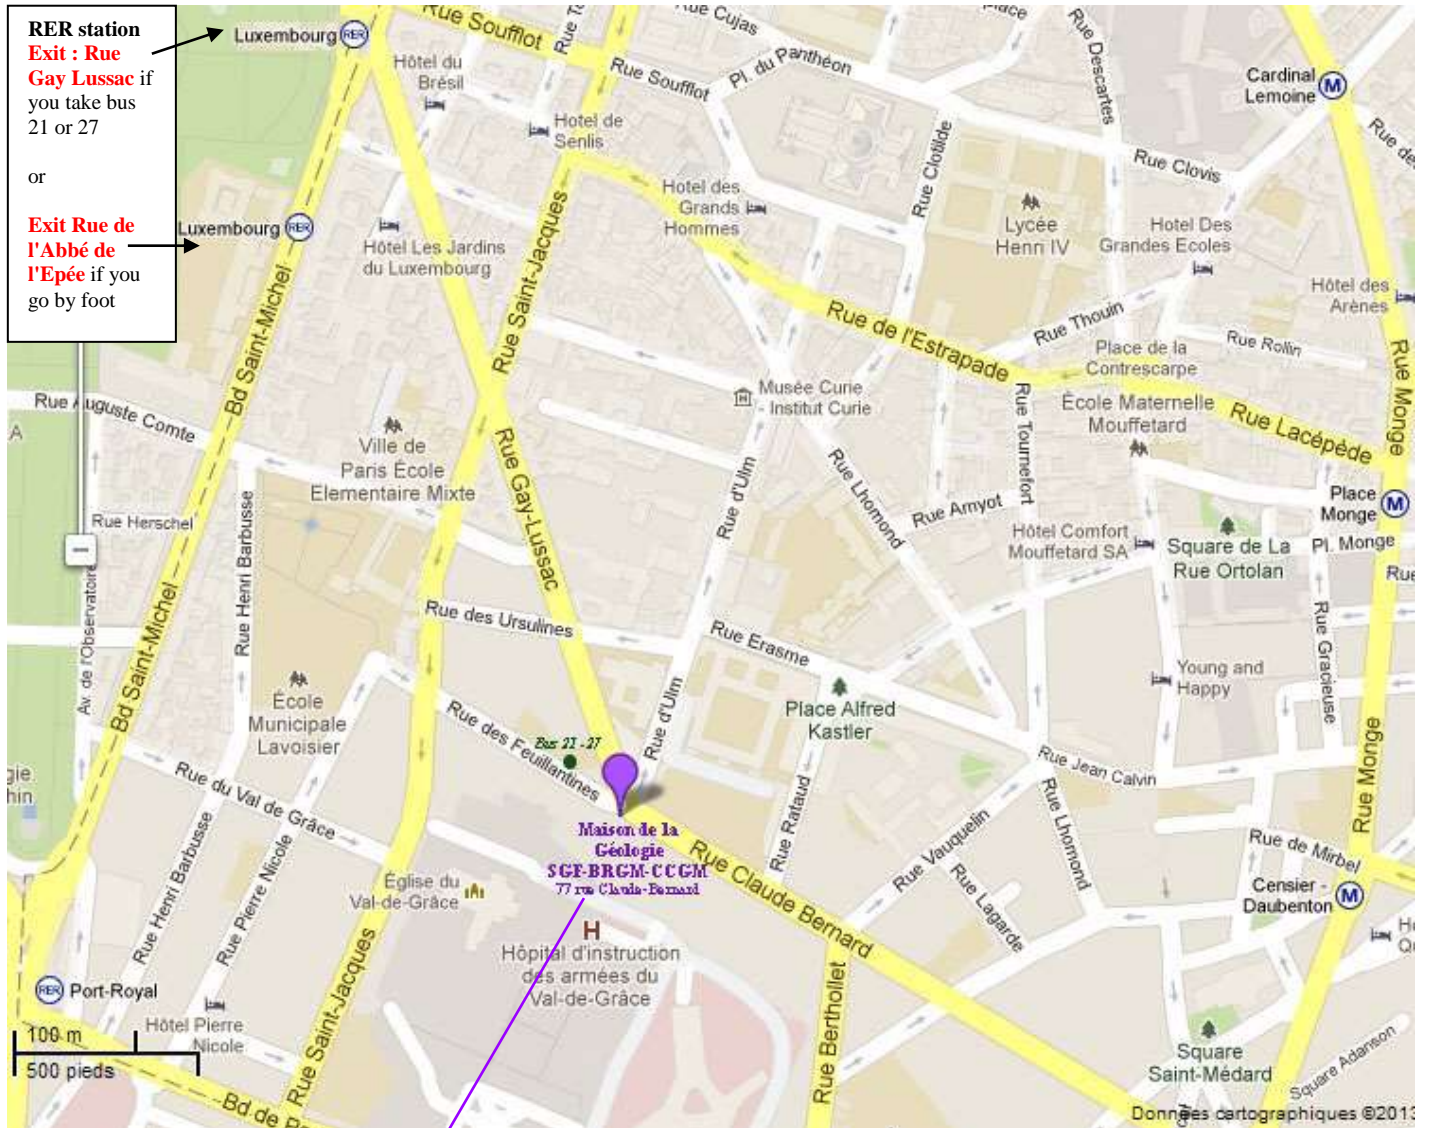 RER station
Exit : Rue
Gay Lussac if
you take bus
21 or 27
or
Exit Rue de
l'Abbé de
l'Epée if you
go by foot
Luxembourg RER
Rue Soufflot
Rue Cujas
Place
Rue Descartes
Hôtel du
Brésil
Rue Soufflot
Pl. du Panthéon
Cardinal
Lemoine M
Hotel de
Senlis
Rue Clotilde
Rue Clovis
Rue de
Luxembourg RER
Hôtel Les Jardins
du Luxembourg
Rue Saint-Jacques
Hotel des
Grands
Hommes
Lycée
Henri IV
Hotel Des
Grandes Ecoles
Hôtel des
Arènes
Bd Saint-Michel
Rue de l'Estrapade
Rue Thouin
Place de la
Contrescarpe
Rue Rollin
Rue Monge
Musée Curie
- Institut Curie
École Maternelle
Mouffetard
Rue Lacépède
Rue Auguste Comte
A
Ville de
Paris École
Elementaire Mixte
Rue Gay-Lussac
Rue d'Ulm
Rue Lhomond
Rue Tournefort
Rue Amyot
Place
Monge M
Rue Herschel
Rue Henri Barbusse
Hôtel Comfort
Mouffetard SA
Square de La
Rue Ortolan
Pl. Monge
Rue
Av. de l'Observatoire
Bd Saint-Michel
Rue des Ursulines
Rue Erasme
Rue Gracieuse
École
Municipale
Lavoisier
Rue des Feuillantines
Rue d'Ulm
Place Alfred
Kastler
Young and
Happy
Bus 21 - 27
Rue Jean Calvin
Rue Monge
gie
hin
Rue du Val de Grâce
Maison de la
Géologie
SGF-BRGM-CCGM
77 rue Claude-Bernard
Rue Claude Bernard
Rue Rataud
Rue Vauquelin
Rue Lhomond
Rue Lagarde
Rue de Mirbel
Censier -
Daubenton M
Rue Henri Barbusse
Rue Pierre Nicole
Église du
Val-de-Grâce
H
Hôpital d'instruction
des armées du
Val-de-Grâce
RER Port-Royal
Hôtel Pierre
Nicole
Rue Saint-Jacques
Rue Berthollet
Square
Saint-Médard
Square Adanson
100 m
500 pieds
Bd de
Données cartographiques ©2013